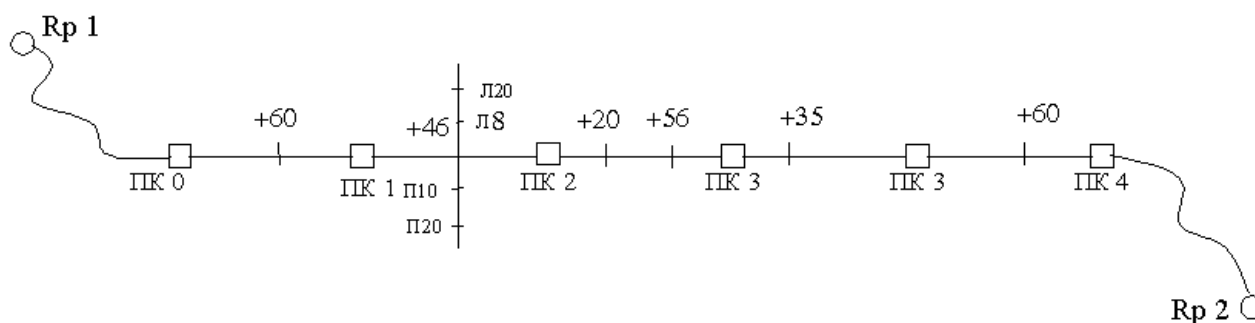 Rp 1
Л20
+60 +46 Л8 +20 +56 +35 +60
ПК 0 ПК 1 П10 ПК 2 ПК 3 ПК 3 ПК 4
П20
Rp 2